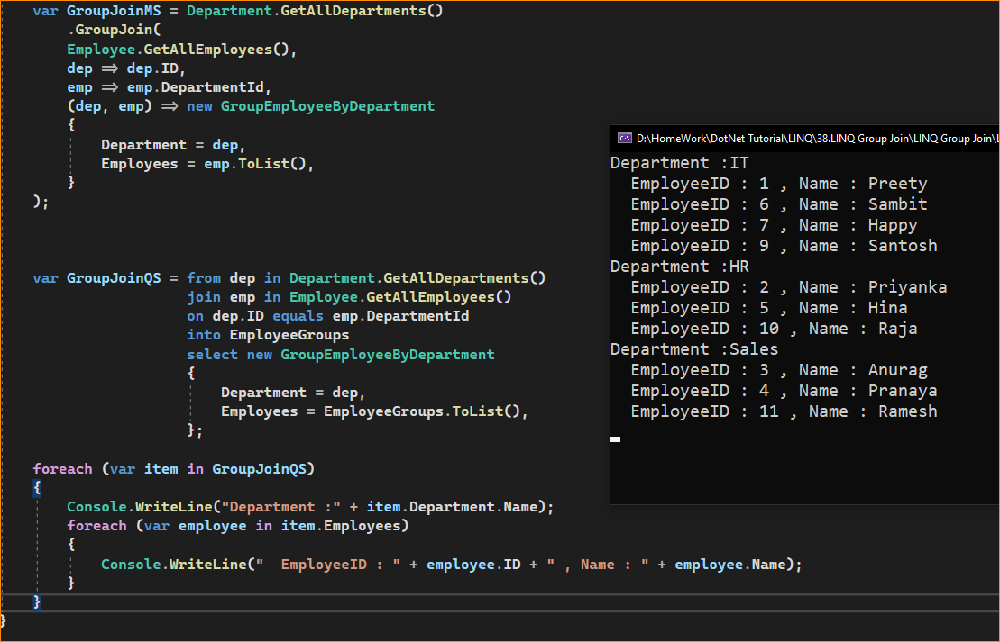 var GroupJoinMS = Department.GetAllDepartments()
.GroupJoin(
Employee.GetAllEmployees(),
dep => dep.ID,
emp => emp.DepartmentId,
(dep, emp) => new GroupEmployeeByDepartment
{
Department = dep,
Employees = emp.ToList(),
}
);
var GroupJoinQS = from dep in Department.GetAllDepartments()
join emp in Employee.GetAllEmployees()
on dep.ID equals emp.DepartmentId
into EmployeeGroups
select new GroupEmployeeByDepartment
{
Department = dep,
Employees = EmployeeGroups.ToList(),
};
foreach (var item in GroupJoinQS)
{
Console.WriteLine("Department :" + item.Department.Name);
foreach (var employee in item.Employees)
{
Console.WriteLine("  EmployeeID : " + employee.ID + " , Name : " + employee.Name);
}
}
}
D:\HomeWork\DotNet Tutorial\LINQ\38.LINQ Group Join\LINQ Group Join\L
Department :IT
EmployeeID : 1 , Name : Preety
EmployeeID : 6 , Name : Sambit
EmployeeID : 7 , Name : Happy
EmployeeID : 9 , Name : Santosh
Department :HR
EmployeeID : 2 , Name : Priyanka
EmployeeID : 5 , Name : Hina
EmployeeID : 10 , Name : Raja
Department :Sales
EmployeeID : 3 , Name : Anurag
EmployeeID : 4 , Name : Pranaya
EmployeeID : 11 , Name : Ramesh